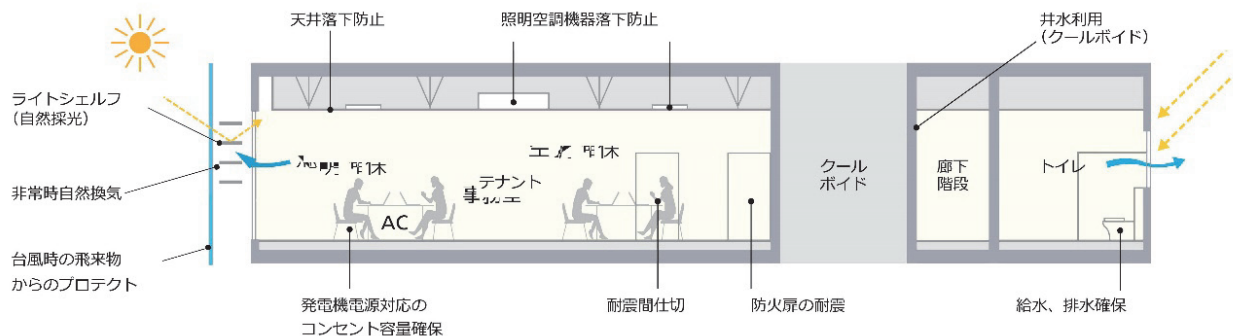 天井落下防止
照明空調機器落下防止
井水利用
（クールボイド）
ライトシェルフ
（自然採光）
非常時自然換気
台風時の飛来物
からのプロテクト
テナント
AC
クール
ボイド
廊下
階段
トイレ
発電機電源対応の
コンセント容量確保
耐震間仕切
防火扉の耐震
給水、排水確保